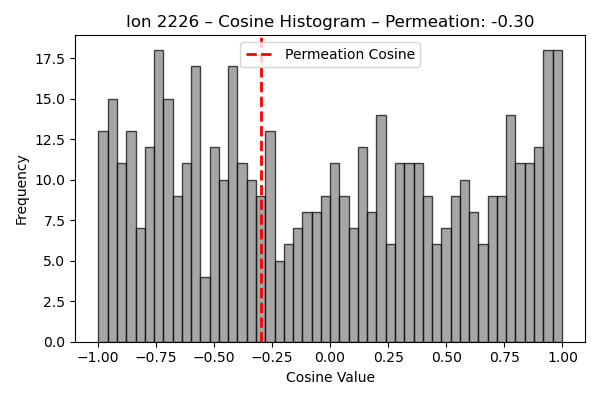 Ion 2226 – Cosine Histogram – Permeation: -0.30
Permeation Cosine
17.5
15.0
12.5
10.0
7.5
5.0
2.5
0.0
Frequency
−1.00 −0.75 −0.50 −0.25 0.00 0.25 0.50 0.75 1.00
Cosine Value